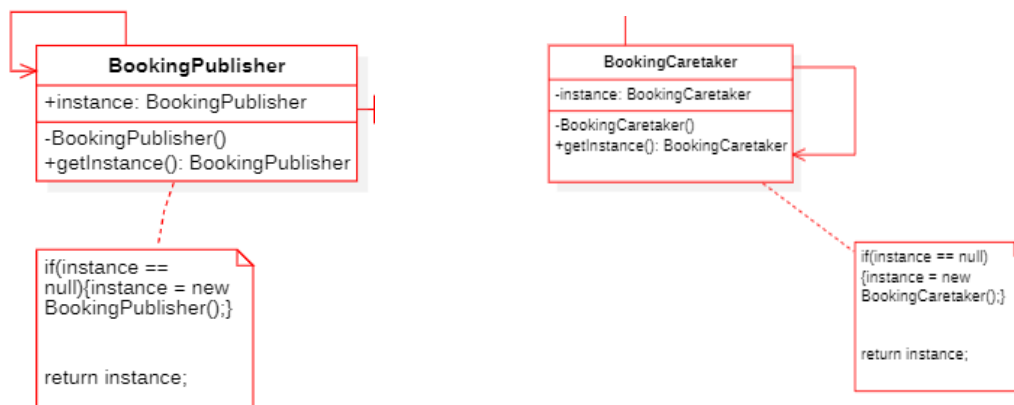 BookingPublisher
+instance: BookingPublisher
-BookingPublisher()
+getInstance(): BookingPublisher
if(instance ==
null){instance = new
BookingPublisher();}
return instance;
BookingCaretaker
-instance: BookingCaretaker
-BookingCaretaker()
+getInstance(): BookingCaretaker
if(instance == null)
{instance = new
BookingCaretaker();}
return instance;